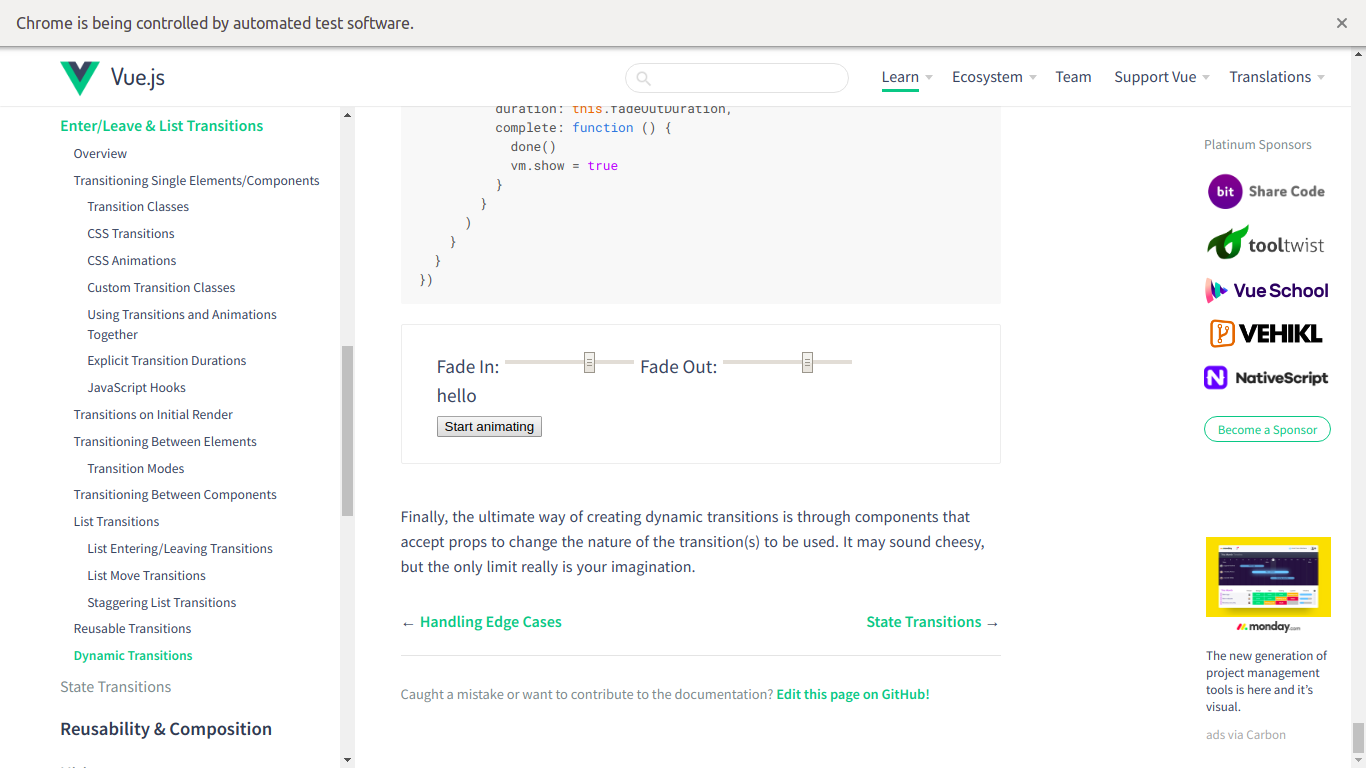 Chrome is being controlled by automated test software.
Vue.js
Learn
Ecosystem
Team
Support Vue
Translations
Enter/Leave & List Transitions
Overview
Transitioning Single Elements/Components
Transition Classes
CSS Transitions
CSS Animations
Custom Transition Classes
Using Transitions and Animations
Together
Explicit Transition Durations
JavaScript Hooks
Transitions on Initial Render
Transitioning Between Elements
Transition Modes
Transitioning Between Components
List Transitions
List Entering/Leaving Transitions
List Move Transitions
Staggering List Transitions
Reusable Transitions
Dynamic Transitions
State Transitions
Reusability & Composition
duration: this.fadeOutDuration,
complete: function () {
done()
vm.show = true
}
}
)
}
}
})
Fade In:
Fade Out:
hello
Start animating
Finally, the ultimate way of creating dynamic transitions is through components that
accept props to change the nature of the transition(s) to be used. It may sound cheesy,
but the only limit really is your imagination.
← Handling Edge Cases
State Transitions →
Caught a mistake or want to contribute to the documentation? Edit this page on GitHub!
Platinum Sponsors
bit Share Code
tooltwist
Vue School
VEHIKL
N NativeScript
Become a Sponsor
monday.com
The new generation of
project management
tools is here and it's
visual.
ads via Carbon